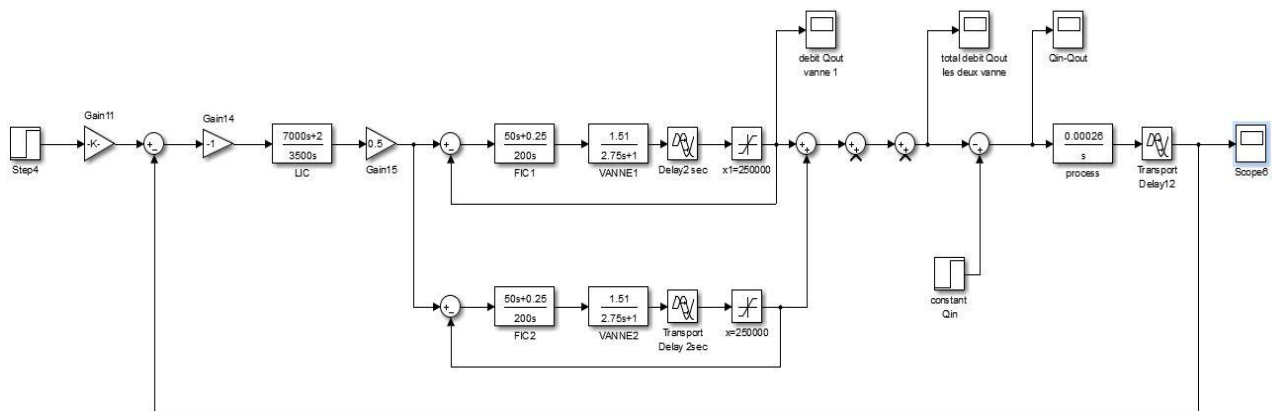 debit Qout
vanne 1
total debit Qout
les deux vanne
Qin-Qout
Gain11
-K-
Step4
+
-
Gain14
-1
7000s+2
3500s
LIC
0.5
Gain15
+
-
50s+0.25
200s
FIC1
1.51
2.75s+1
VANNE1
Delay2 sec
x1=250000
+
+
+
+
+
+
-
+
0.00026
s
process
Transport
Delay12
Scope6
constant
Qin
+
-
50s+0.25
200s
FIC2
1.51
2.75s+1
VANNE2
Transport
Delay 2sec
x=250000